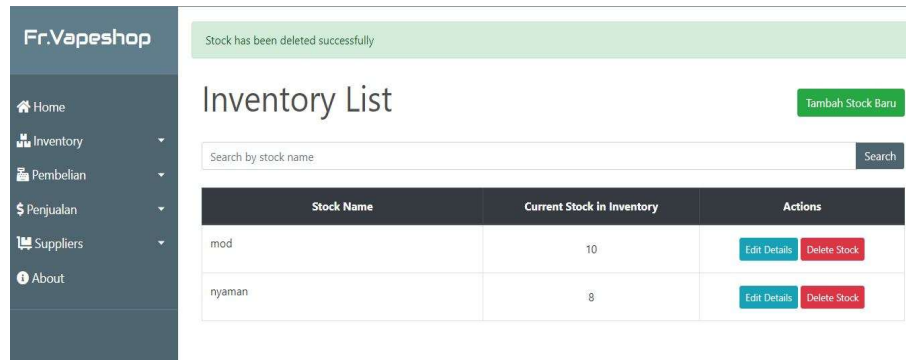 Fr.Vapeshop
Home
Inventory
Pembelian
Penjualan
Suppliers
About
Stock has been deleted successfully
Inventory List
Tambah Stock Baru
Search by stock name
Search
Stock Name Current Stock in Inventory Actions
mod 10 Edit Details Delete Stock
nyaman 8 Edit Details Delete Stock